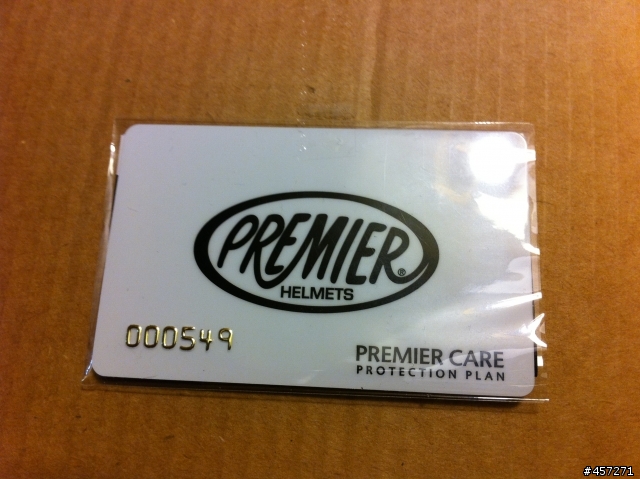 PREMIER®
HELMETS
000549
PREMIER CARE
PROTECTION PLAN
#457271